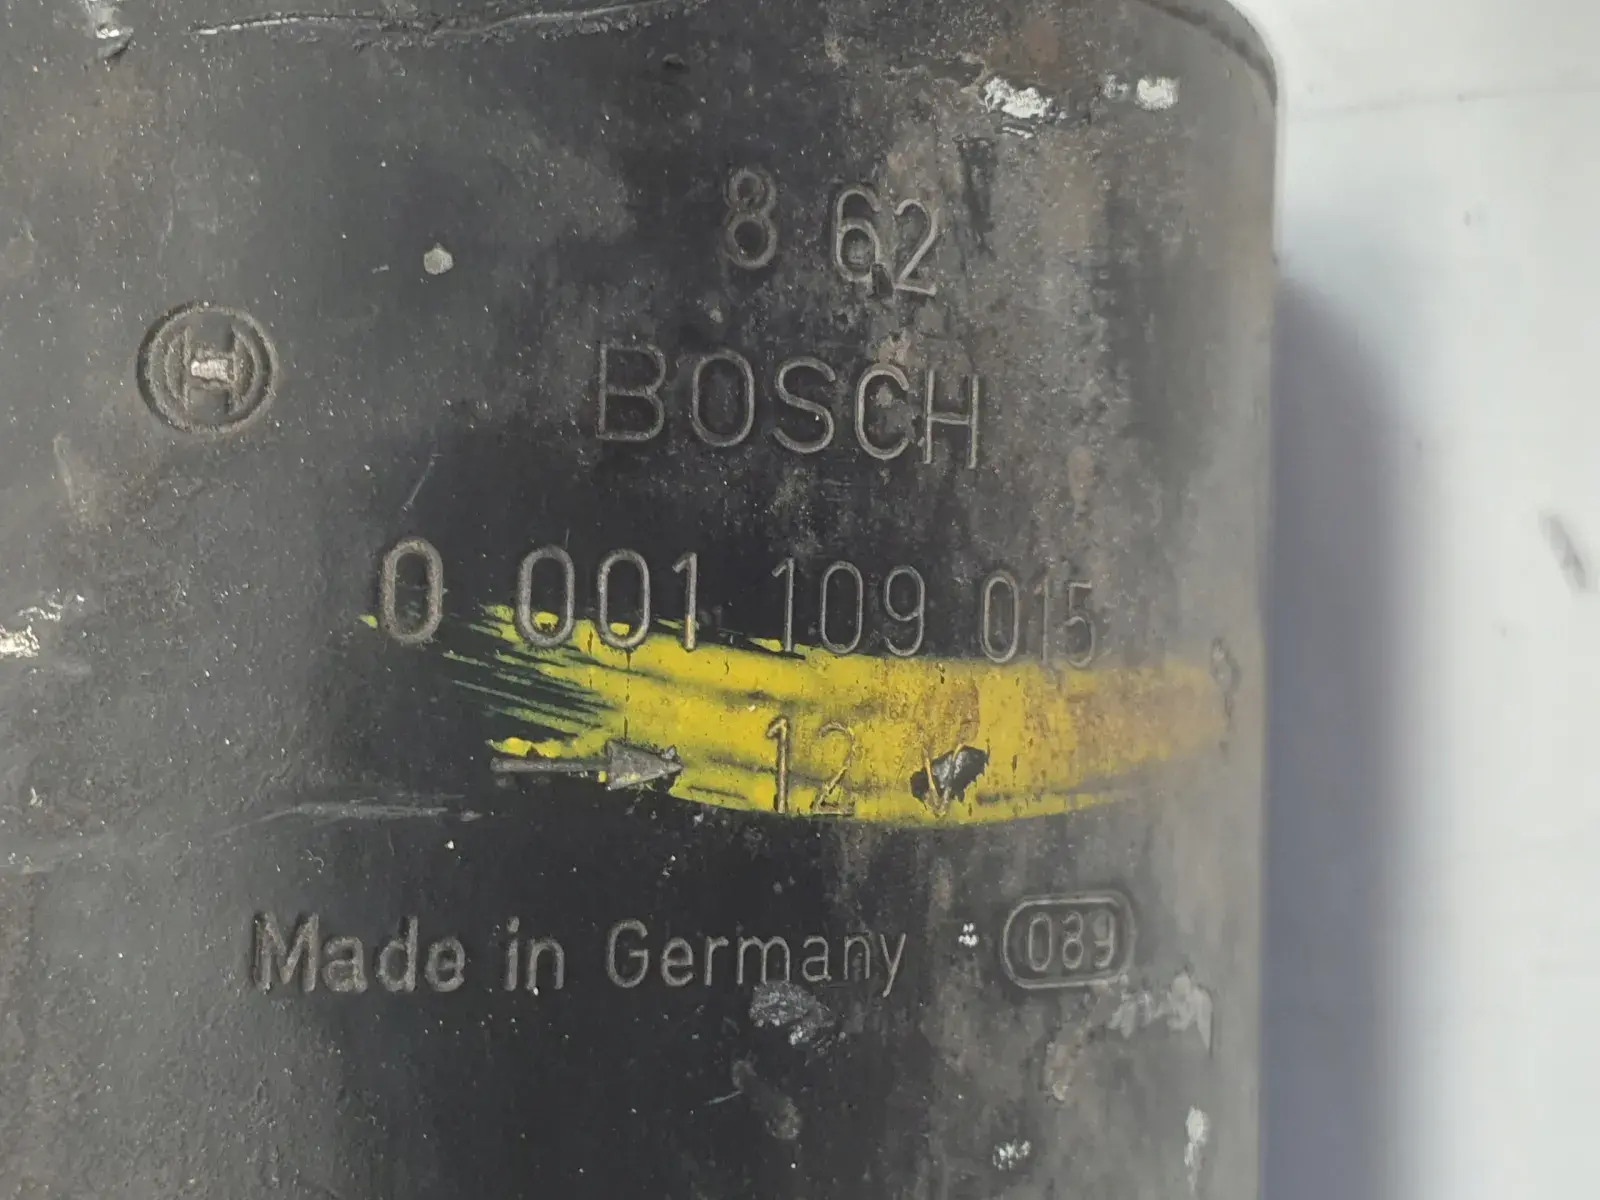 8 62
BOSCH
0 001 109 015
12 V
Made in Germany 089